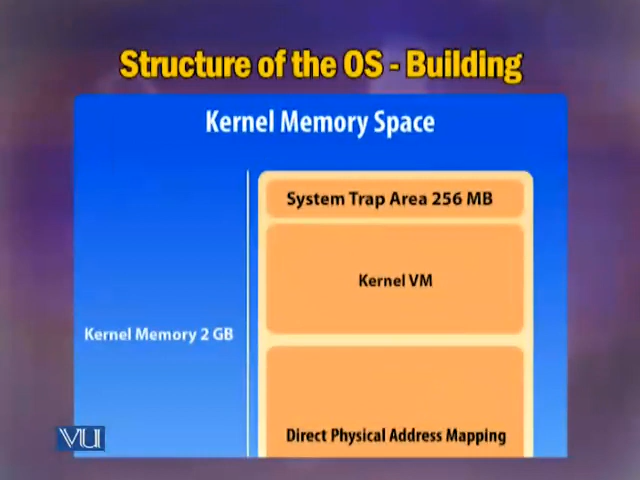 Structure of the OS - Building
Kernel Memory Space
System Trap Area 256 MB
Kernel VM
Kernel Memory 2 GB
Direct Physical Address Mapping
VU